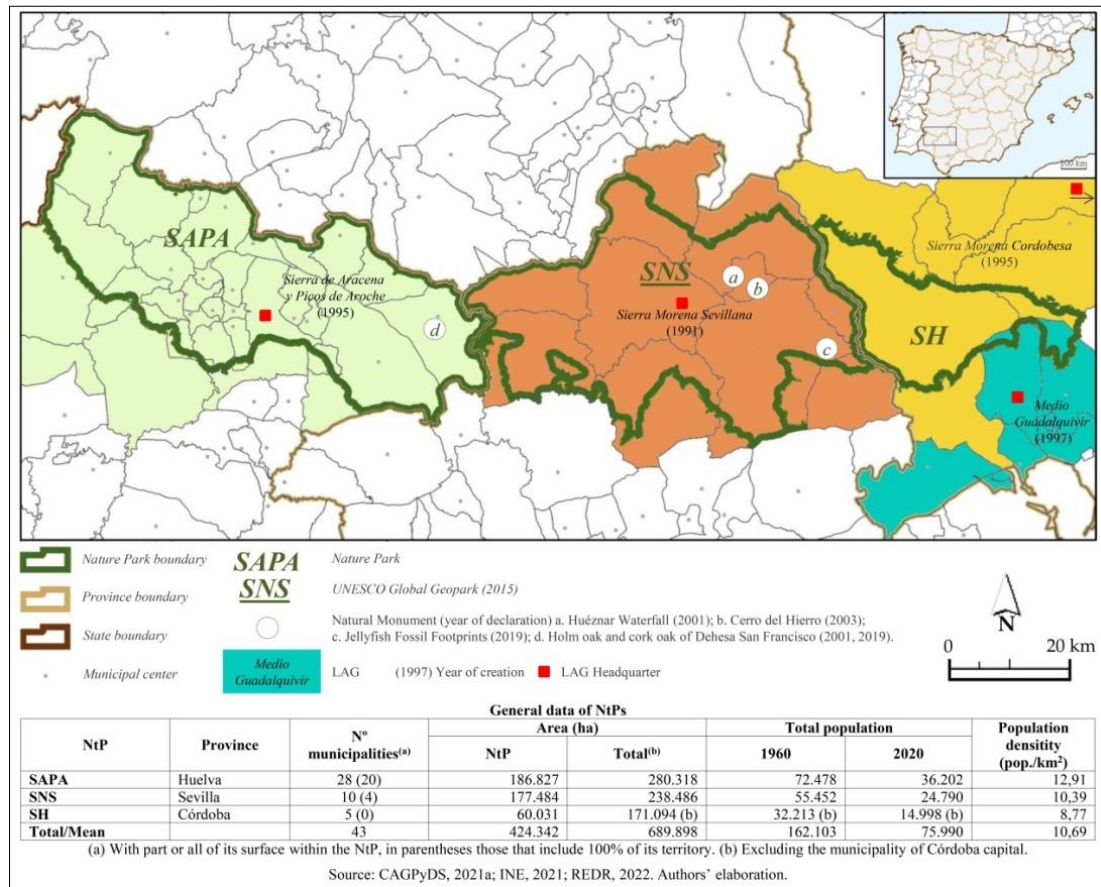 100 km
SAPA
Sierra de Aracena
y Picos de Aroche
(1995)
d
SNS
Sierra Morena Sevillana
(1991)
a
b
c
Sierra Morena Cordobesa
(1995)
SH
Medio
Guadalquivir
(1997)
Nature Park boundary
Province boundary
State boundary
Municipal center
SAPA Nature Park
SNS UNESCO Global Geopark (2015)
Natural Monument (year of declaration) a. Huéznar Waterfall (2001); b. Cerro del Hierro (2003);
c. Jellyfish Fossil Footprints (2019); d. Holm oak and cork oak of Dehesa San Francisco (2001, 2019).
Medio
Guadalquivir
LAG (1997) Year of creation LAG Headquarter
N
0 20 km
General data of NtPs
NtP Province Nº municipalities(a) Area (ha) Total population Population densitity (pop./km²)
NtP Total(b) 1960 2020
SAPA Huelva 28 (20) 186.827 280.318 72.478 36.202 12,91
SNS Sevilla 10 (4) 177.484 238.486 55.452 24.790 10,39
SH Córdoba 5 (0) 60.031 171.094 (b) 32.213 (b) 14.998 (b) 8,77
Total/Mean 43 424.342 689.898 162.103 75.990 10,69
(a) With part or all of its surface within the NtP, in parentheses those that include 100% of its territory. (b) Excluding the municipality of Córdoba capital.
Source: CAGPyDS, 2021a; INE, 2021; REDR, 2022. Authors' elaboration.